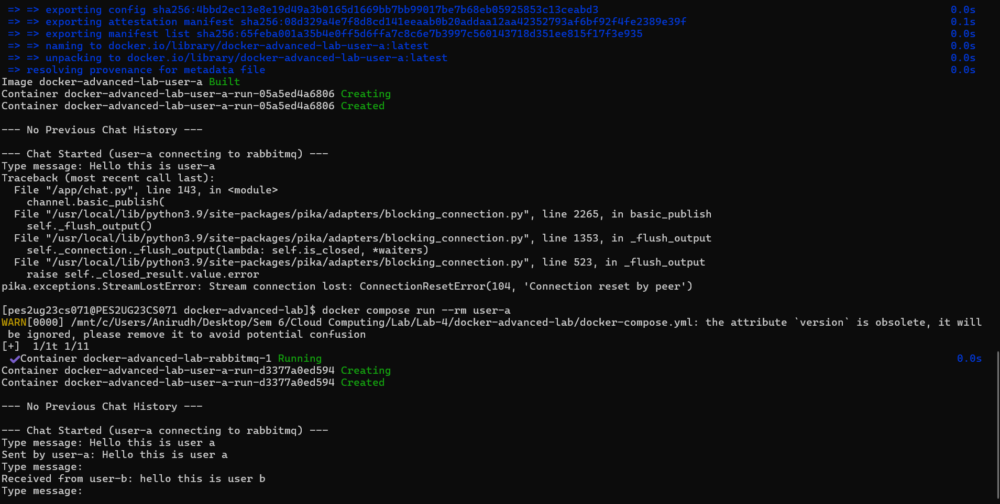 => => exporting config sha256:4bbd2ec13e8e19d49a3b0165d1669bb7bb99017be7b68eb05925853c13ceabd3 0.0s
=> => exporting attestation manifest sha256:08d329a4e7f8d8cd141eeaab0b20addaa12aa42352793af6bf92f4fe2389e39f 0.1s
=> => exporting manifest list sha256:65feba001a35b4e0ff5d6ffa7c8c6e7b3997c560143718d351ee815f17f3e935 0.0s
=> => naming to docker.io/library/docker-advanced-lab-user-a:latest 0.0s
=> => unpacking to docker.io/library/docker-advanced-lab-user-a:latest 0.0s
=> resolving provenance for metadata file 0.0s
Image docker-advanced-lab-user-a Built
Container docker-advanced-lab-user-a-run-05a5ed4a6806 Creating
Container docker-advanced-lab-user-a-run-05a5ed4a6806 Created
--- No Previous Chat History ---
--- Chat Started (user-a connecting to rabbitmq) ---
Type message: Hello this is user-a
Traceback (most recent call last):
  File "/app/chat.py", line 143, in <module>
    channel.basic_publish(
  File "/usr/local/lib/python3.9/site-packages/pika/adapters/blocking_connection.py", line 2265, in basic_publish
    self._flush_output()
  File "/usr/local/lib/python3.9/site-packages/pika/adapters/blocking_connection.py", line 1353, in _flush_output
    self._connection._flush_output(lambda: self.is_closed, *waiters)
  File "/usr/local/lib/python3.9/site-packages/pika/adapters/blocking_connection.py", line 523, in _flush_output
    raise self._closed_result.value.error
pika.exceptions.StreamLostError: Stream connection lost: ConnectionResetError(104, 'Connection reset by peer')
[pes2ug23cs071@PES2UG23CS071 docker-advanced-lab]$ docker compose run --rm user-a
WARN[0000] /mnt/c/Users/Anirudh/Desktop/Sem 6/Cloud Computing/Lab/Lab-4/docker-advanced-lab/docker-compose.yml: the attribute `version` is obsolete, it will
 be ignored, please remove it to avoid potential confusion
[+]  1/1t 1/11
 ✔Container docker-advanced-lab-rabbitmq-1 Running 0.0s
Container docker-advanced-lab-user-a-run-d3377a0ed594 Creating
Container docker-advanced-lab-user-a-run-d3377a0ed594 Created
--- No Previous Chat History ---
--- Chat Started (user-a connecting to rabbitmq) ---
Type message: Hello this is user a
Sent by user-a: Hello this is user a
Type message:
Received from user-b: hello this is user b
Type message: